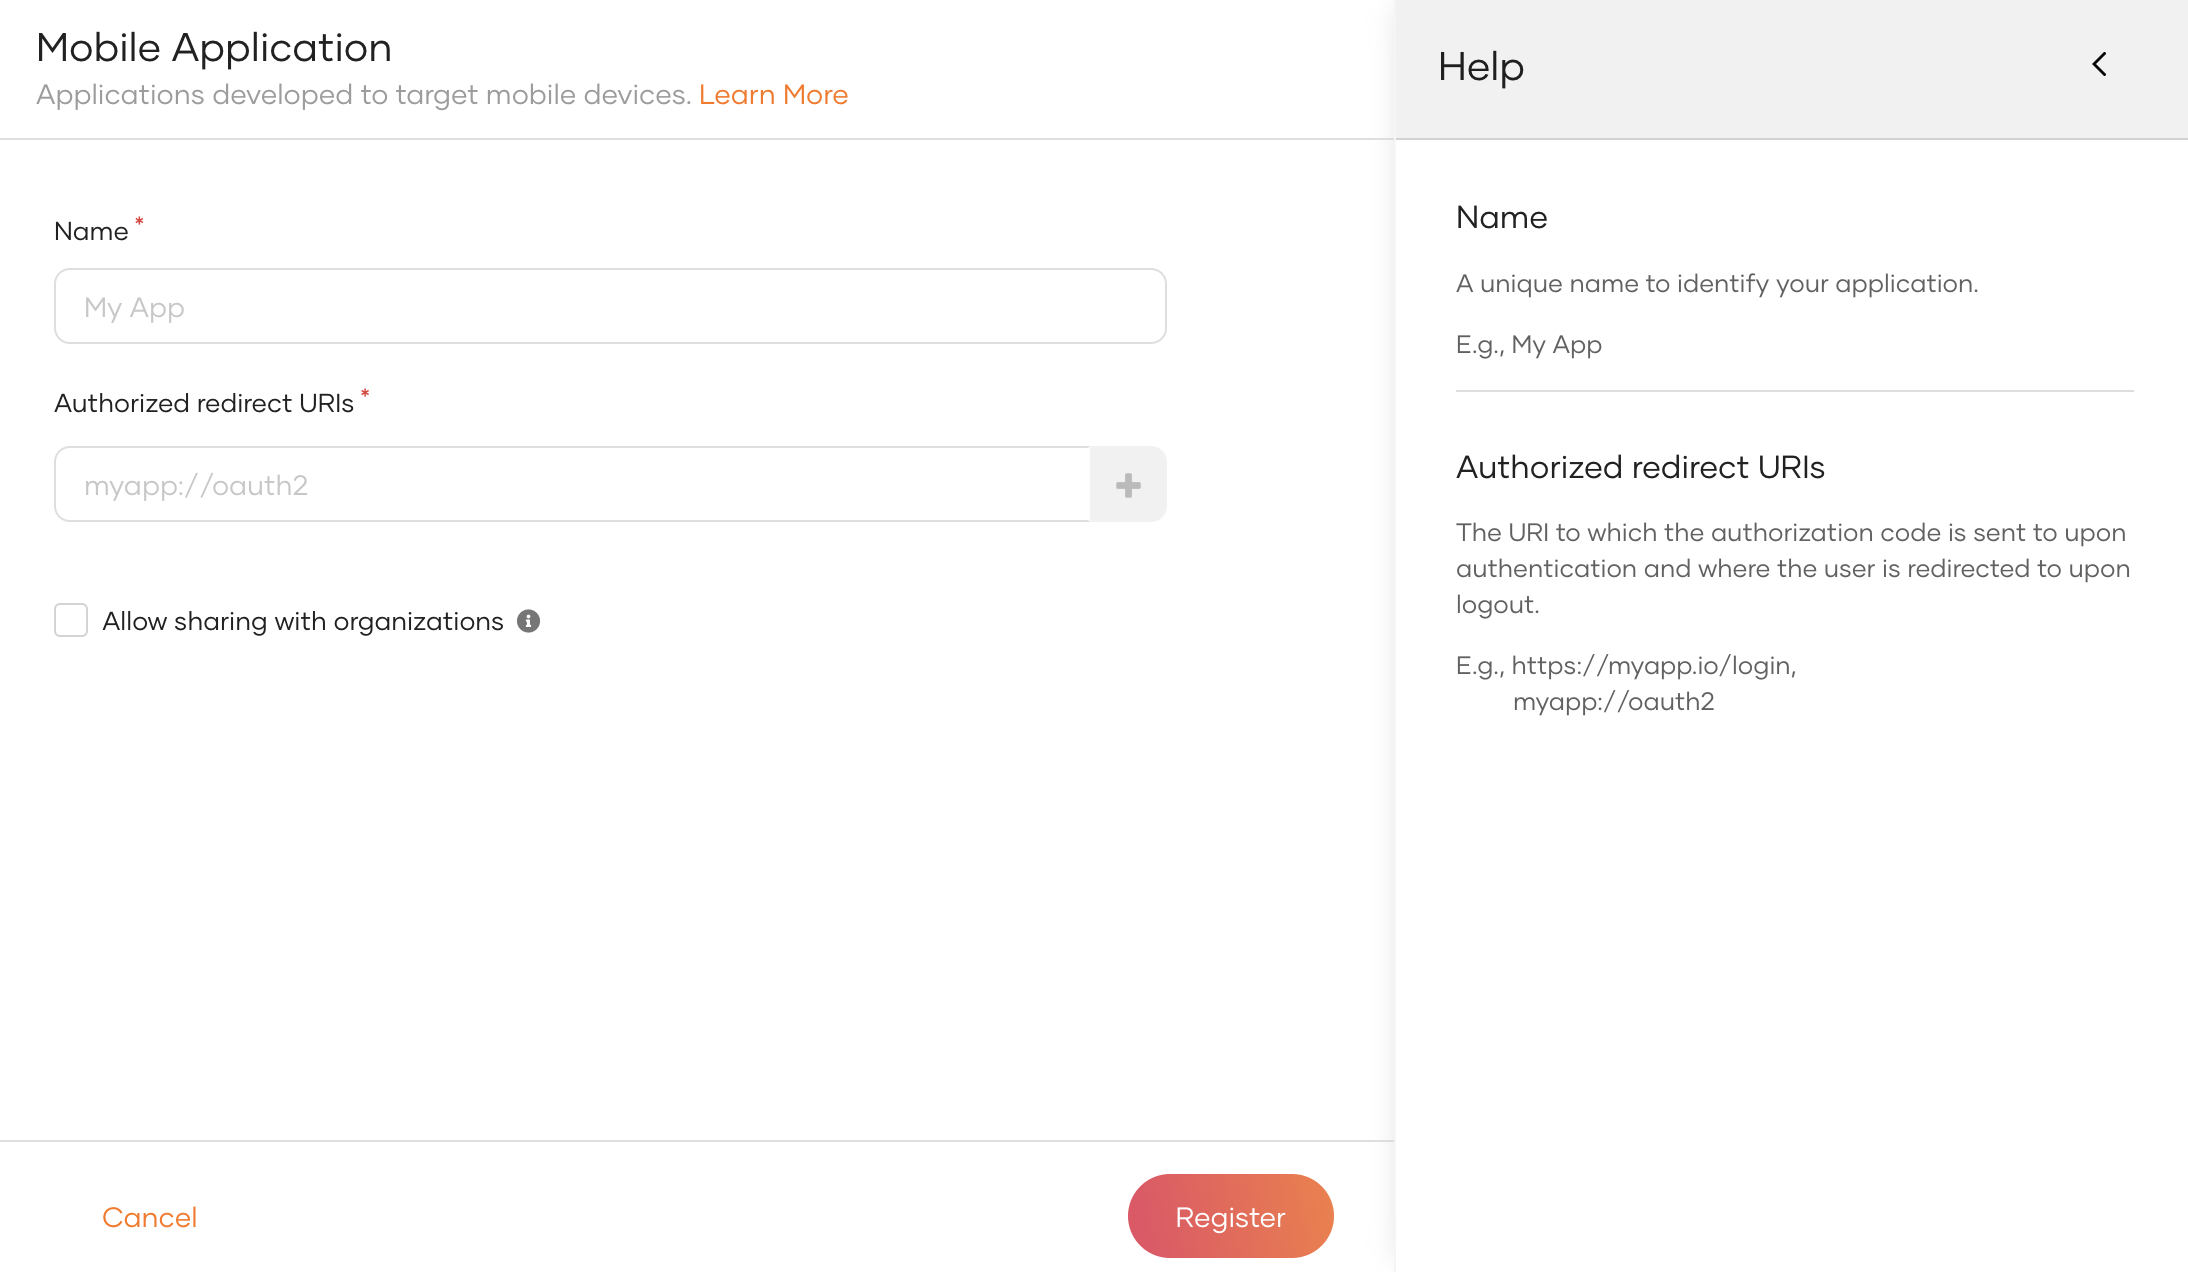 Mobile Application
Applications developed to target mobile devices. Learn More
Name *
My App
Authorized redirect URIs *
myapp://oauth2
Allow sharing with organizations
Cancel
Register
Help
Name
A unique name to identify your application.
E.g., My App
Authorized redirect URIs
The URI to which the authorization code is sent to upon
authentication and where the user is redirected to upon
logout.
E.g., https://myapp.io/login,
myapp://oauth2